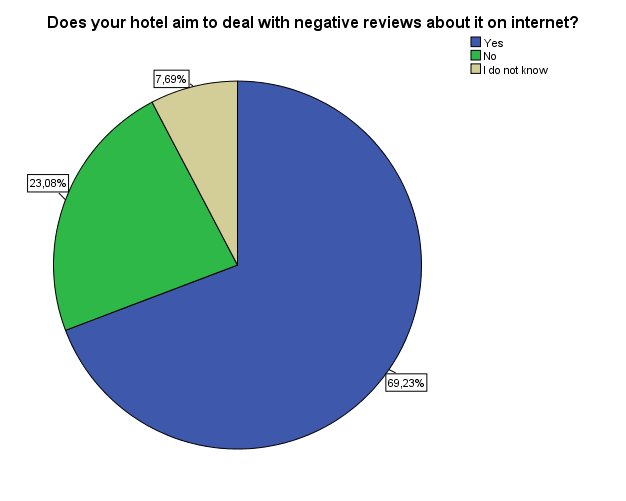 Does your hotel aim to deal with negative reviews about it on internet?
Yes
No
I do not know
7,69%
23,08%
69,23%